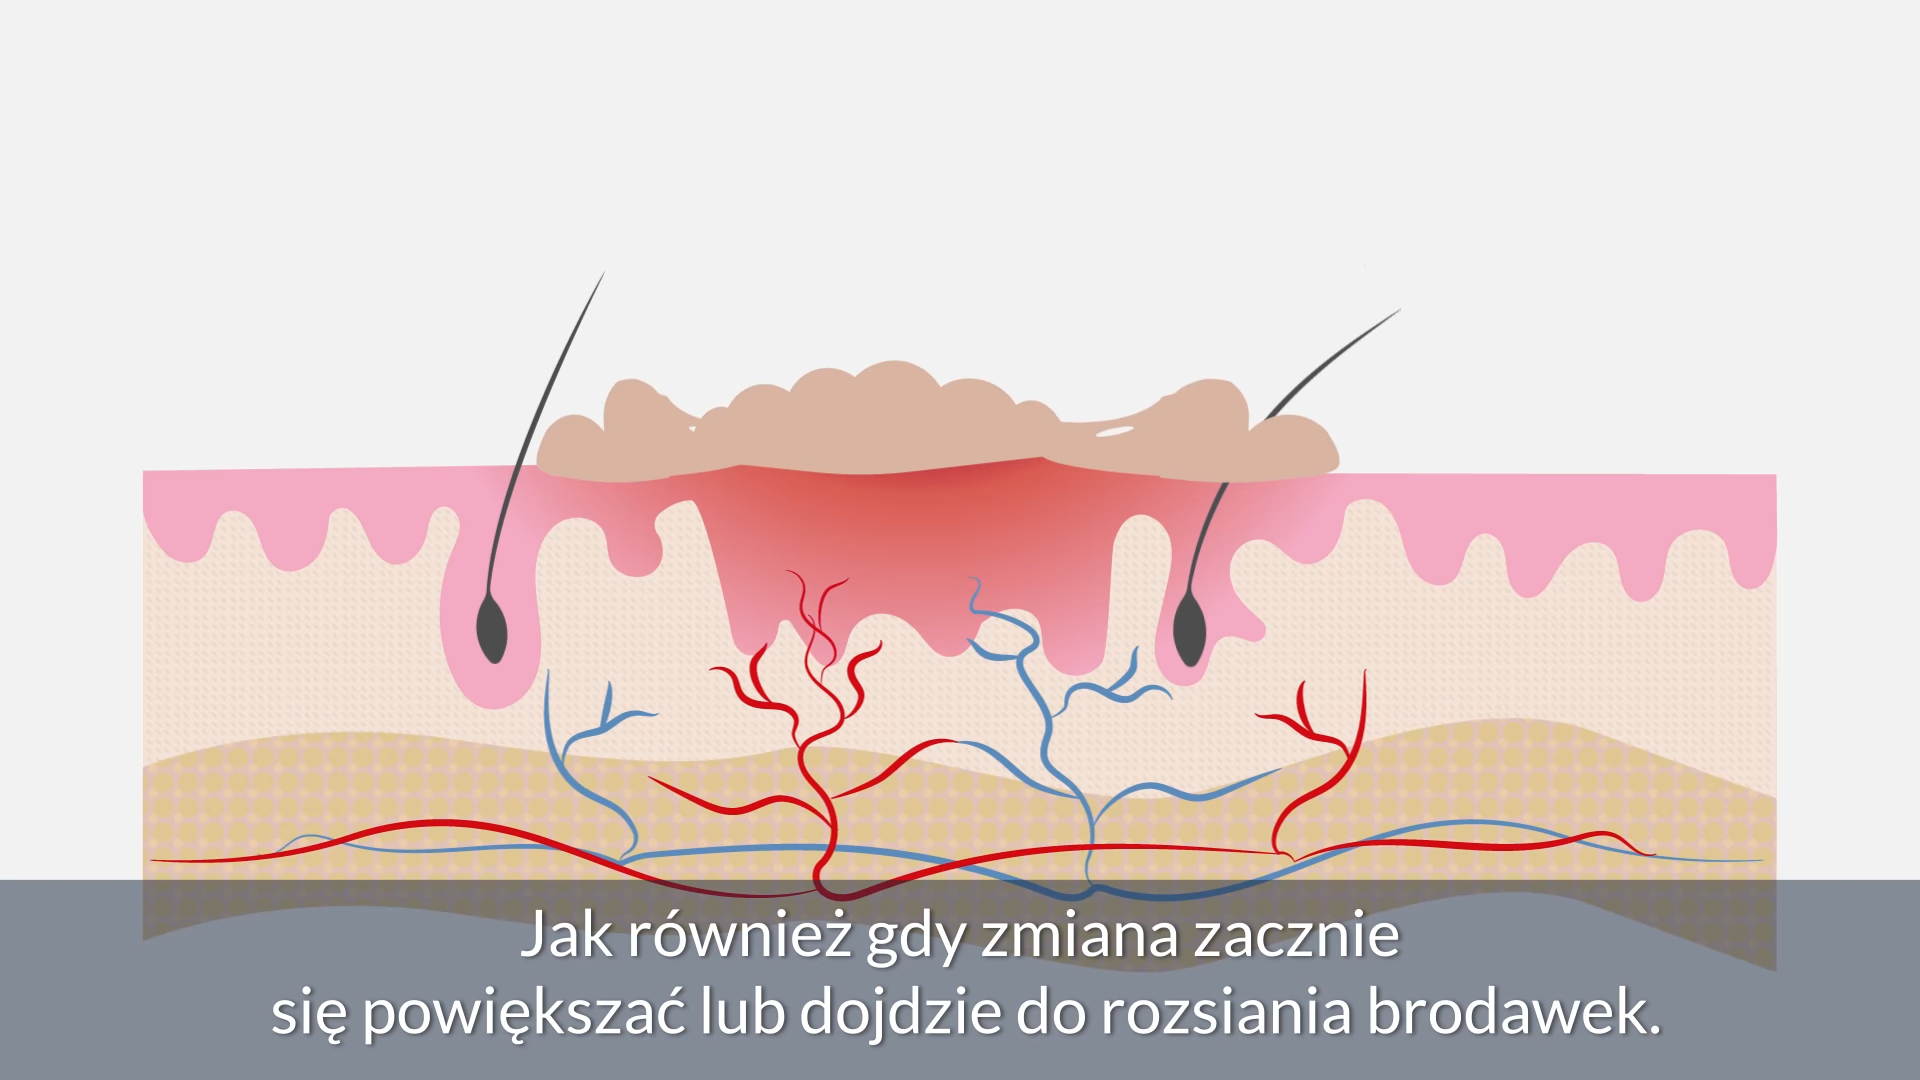 Jak również gdy zmiana zacznie
się powiększać lub dojdzie do rozsiania brodawek.